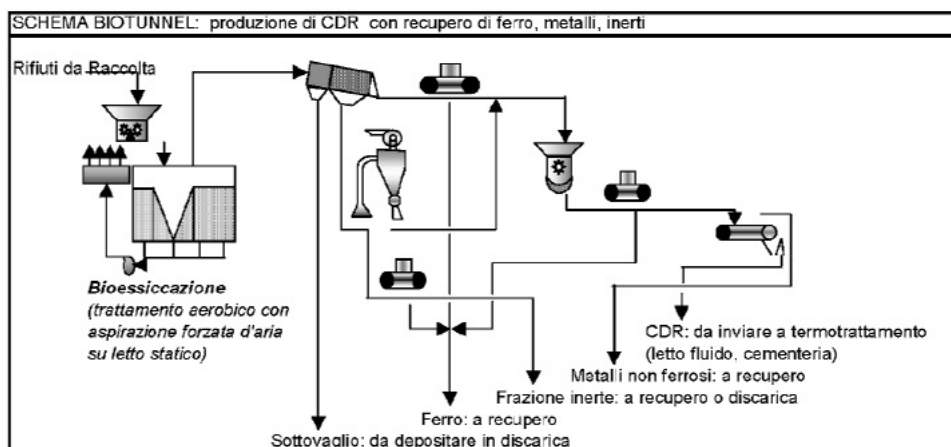 SCHEMA BIOTUNNEL: produzione di CDR con recupero di ferro, metalli, inerti
Rifiuti da Raccolta
Bioessiccazione
(trattamento aerobico con
aspirazione forzata d'aria
su letto statico)
CDR: da inviare a termotrattamento
(letto fluido, cementeria)
Metalli non ferrosi: a recupero
Frazione inerte: a recupero o discarica
Ferro: a recupero
Sottovaglio: da depositare in discarica